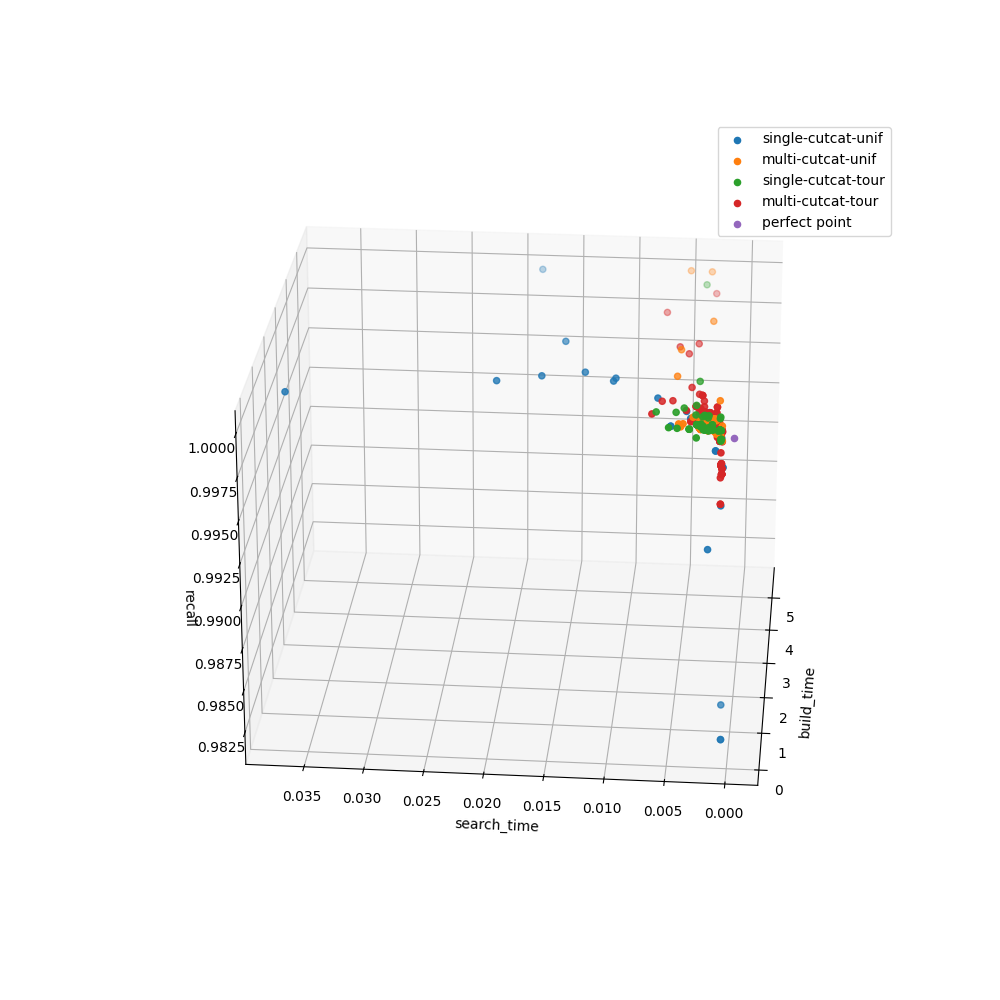 single-cutcat-unif
multi-cutcat-unif
single-cutcat-tour
multi-cutcat-tour
perfect point
1.0000
0.9975
0.9950
0.9925
0.9900
0.9875
0.9850
0.9825
recall
5
4
3
2
1
0
build_time
0.035
0.030
0.025
0.020
0.015
0.010
0.005
0.000
search_time